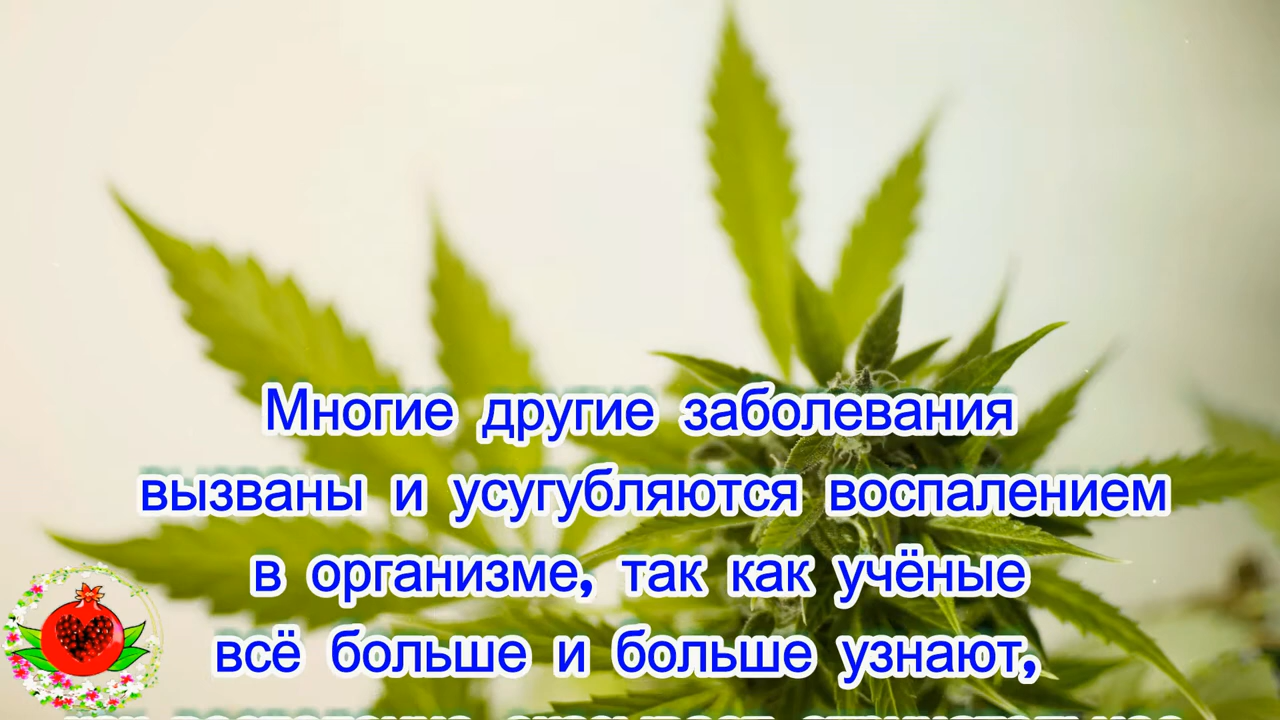 Многие другие заболевания
вызваны и усугубляются воспалением
в организме, так как учёные
всё больше и больше узнают,